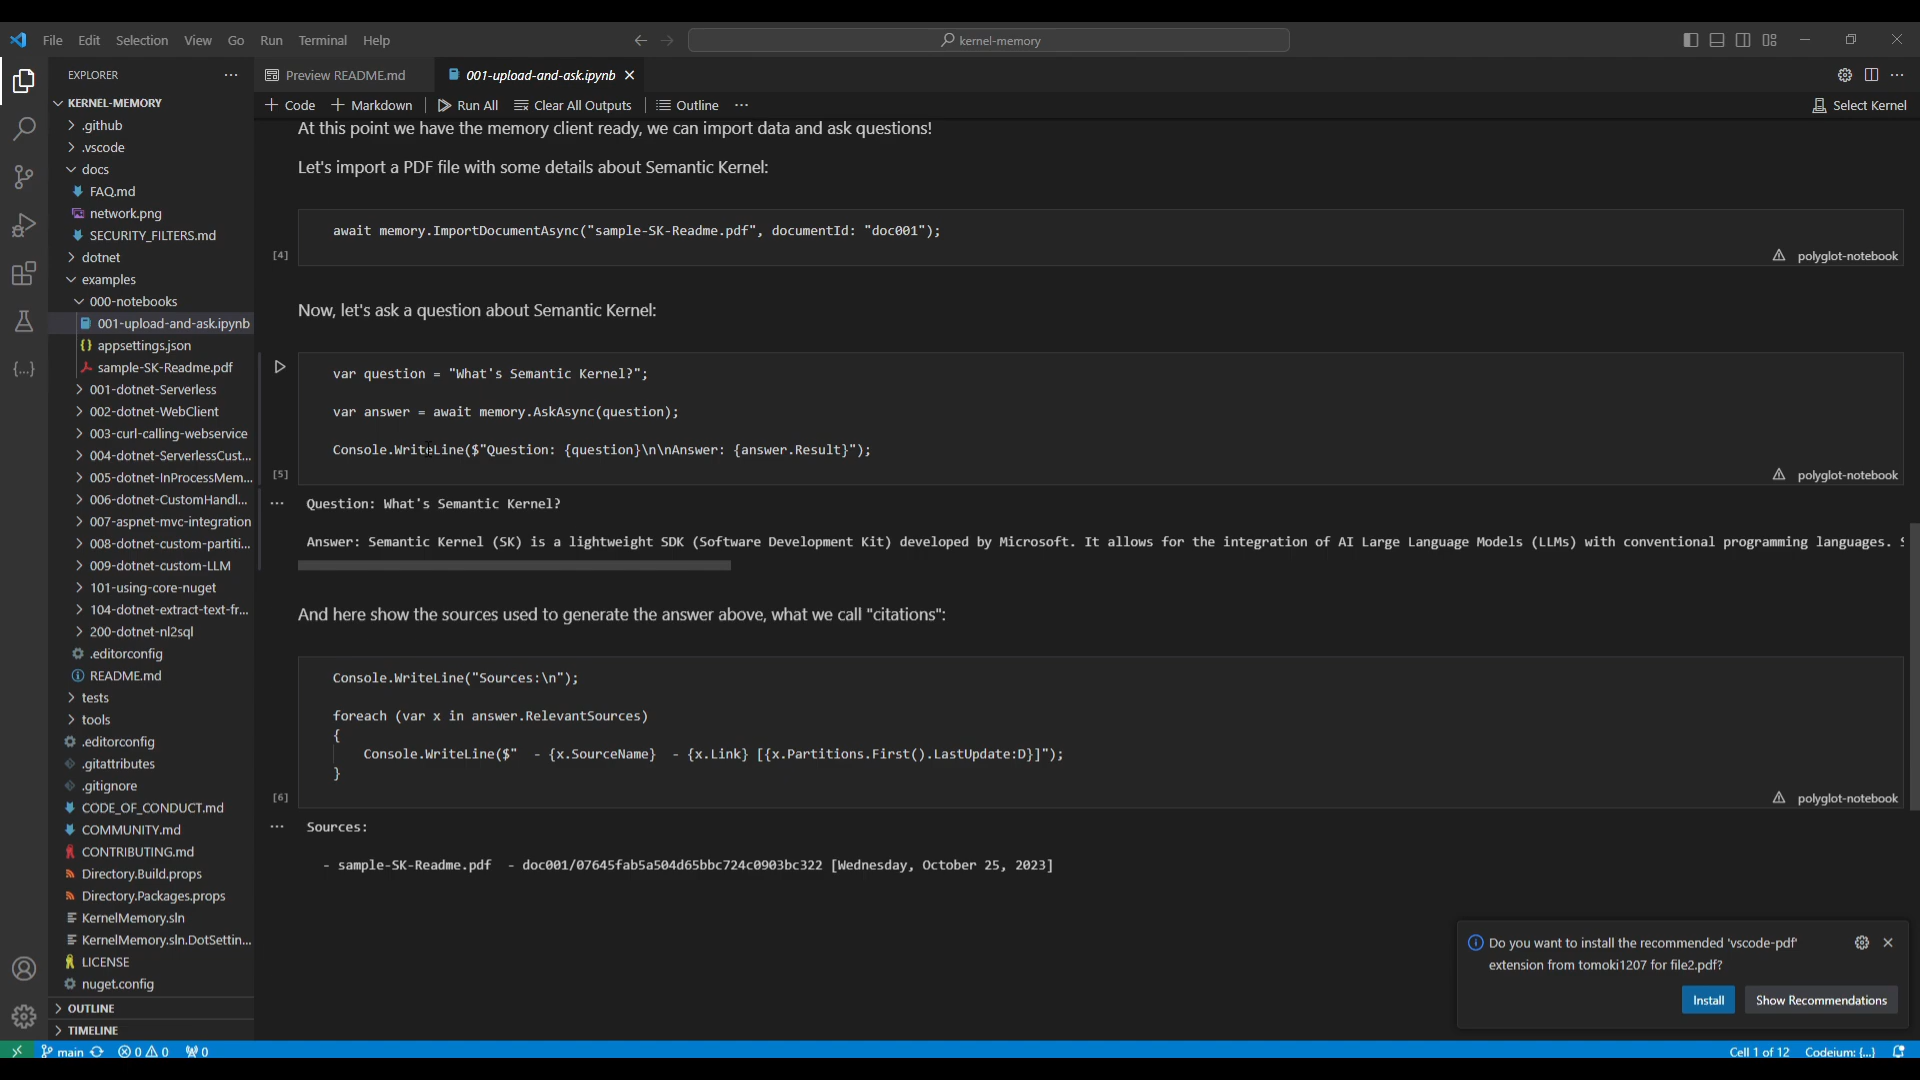 File Edit Selection View Go Run Terminal Help
kernel-memory
EXPLORER
KERNEL-MEMORY
.github
.vscode
docs
FAQ.md
network.png
SECURITY_FILTERS.md
dotnet
examples
000-notebooks
001-upload-and-ask.ipynb
appsettings.json
sample-SK-Readme.pdf
001-dotnet-Serverless
002-dotnet-WebClient
003-curl-calling-webservice
004-dotnet-ServerlessCust...
005-dotnet-InProcessMem...
006-dotnet-CustomHandl...
007-aspnet-mvc-integration
008-dotnet-custom-partiti...
009-dotnet-custom-LLM
101-using-core-nuget
104-dotnet-extract-text-fr...
200-dotnet-nl2sql
.editorconfig
README.md
tests
tools
.editorconfig
.gitattributes
.gitignore
CODE_OF_CONDUCT.md
COMMUNITY.md
CONTRIBUTING.md
Directory.Build.props
Directory.Packages.props
KernelMemory.sln
KernelMemory.sln.DotSettin...
LICENSE
nuget.config
OUTLINE
TIMELINE
Preview README.md
001-upload-and-ask.ipynb
+ Code + Markdown Run All Clear All Outputs Outline ...
Select Kernel
At this point we have the memory client ready, we can import data and ask questions!
Let's import a PDF file with some details about Semantic Kernel:
await memory.ImportDocumentAsync("sample-SK-Readme.pdf", documentId: "doc001");
[4]
polyglot-notebook
Now, let's ask a question about Semantic Kernel:
var question = "What's Semantic Kernel?";
var answer = await memory.AskAsync(question);
Console.WriteLine($"Question: {question}\n\nAnswer: {answer.Result}");
[5]
polyglot-notebook
Question: What's Semantic Kernel?
Answer: Semantic Kernel (SK) is a lightweight SDK (Software Development Kit) developed by Microsoft. It allows for the integration of AI Large Language Models (LLMs) with conventional programming languages. S
And here show the sources used to generate the answer above, what we call "citations":
Console.WriteLine("Sources:\n");
foreach (var x in answer.RelevantSources)
{
Console.WriteLine($"  - {x.SourceName}  - {x.Link} [{x.Partitions.First().LastUpdate:D}]");
}
[6]
polyglot-notebook
Sources:
- sample-SK-Readme.pdf  - doc001/07645fab5a504d65bbc724c0903bc322 [Wednesday, October 25, 2023]
Do you want to install the recommended 'vscode-pdf'
extension from tomoki1207 for file2.pdf?
Install
Show Recommendations
main 0 0 0
Cell 1 of 12 Codeium: {...}